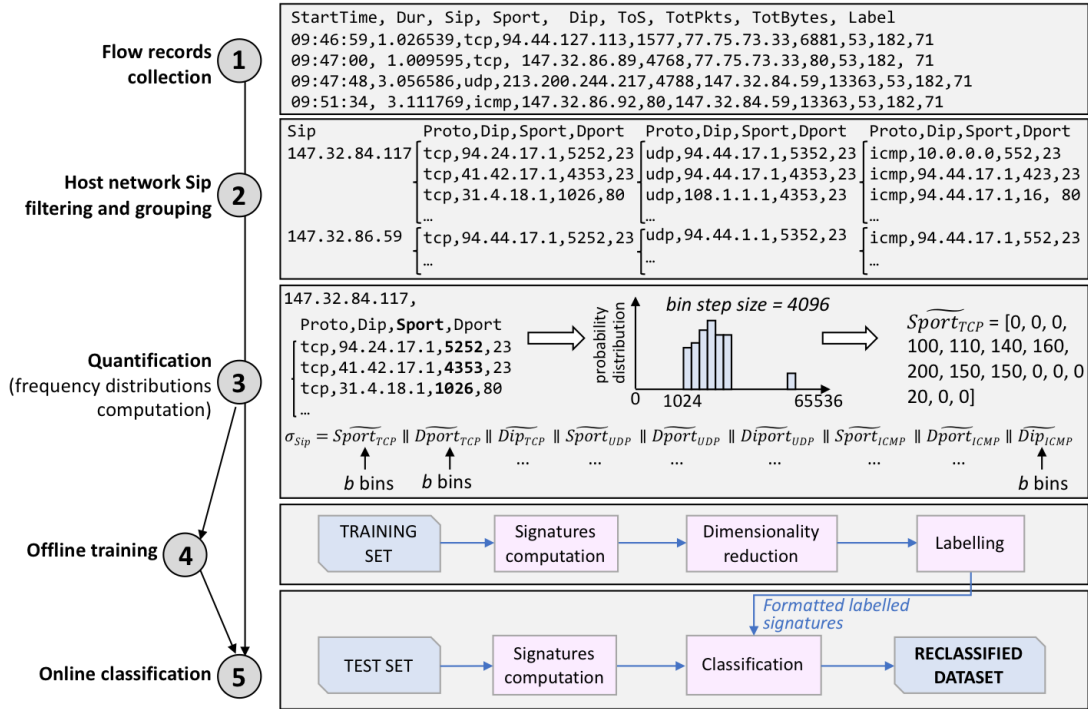 StartTime, Dur, Sip, Sport, Dip, ToS, TotPkts, TotBytes, Label
09:46:59,1.026539,tcp,94.44.127.113,1577,77.75.73.33,6881,53,182,71
09:47:00, 1.009595,tcp, 147.32.86.89,4768,77.75.73.33,80,53,182, 71
09:47:48,3.056586,udp,213.200.244.217,4788,147.32.84.59,13363,53,182,71
09:51:34, 3.111769,icmp,147.32.86.92,80,147.32.84.59,13363,53,182,71
Flow records
collection
1
Sip Proto,Dip,Sport,Dport Proto,Dip,Sport,Dport Proto,Dip,Sport,Dport
147.32.84.117 tcp,94.24.17.1,5252,23 udp,94.44.17.1,5352,23 icmp,10.0.0.0,552,23
tcp,41.42.17.1,4353,23 udp,94.44.17.1,4353,23 icmp,94.44.17.1,423,23
tcp,31.4.18.1,1026,80 udp,108.1.1.1,4353,23 icmp,94.44.17.1,16, 80
… … …
147.32.86.59 tcp,94.44.17.1,5252,23 udp,94.44.1.1,5352,23 icmp,94.44.17.1,552,23
… … …
Host network Sip
filtering and grouping
2
147.32.84.117,
Proto,Dip,Sport,Dport
tcp,94.24.17.1,5252,23
tcp,41.42.17.1,4353,23
tcp,31.4.18.1,1026,80
…
bin step size = 4096
probability
distribution
0 1024 65536
Sport_TCP = [0, 0, 0,
100, 110, 140, 160,
200, 150, 150, 0, 0, 0
20, 0, 0]
Quantification
(frequency distributions
computation)
3
σ_Sip = Sport_TCP ∥ Dport_TCP ∥ Dip_TCP ∥ Sport_UDP ∥ Dport_UDP ∥ Diport_UDP ∥ Sport_ICMP ∥ Dport_ICMP ∥ Dip_ICMP
… … … … …
b bins b bins b bins
Offline training
4
TRAINING
SET
Signatures
computation
Dimensionality
reduction
Labelling
Formatted labelled
signatures
Online classification
5
TEST SET
Signatures
computation
Classification
RECLASSIFIED
DATASET